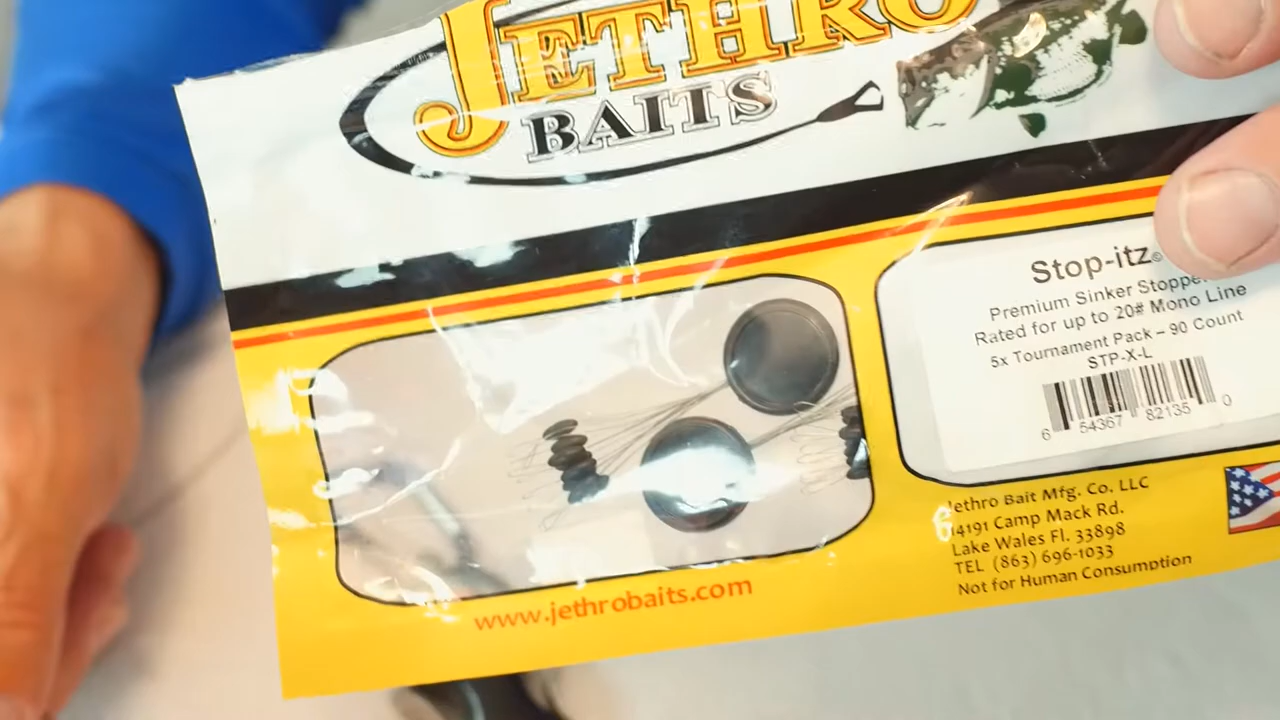 JETHRO
BAITS
Stop-itz©
Premium Sinker Stoppe
Rated for up to 20# Mono Line
5x Tournament Pack – 90 Count
STP-X-L
6 54367 82135 0
Jethro Bait Mfg. Co. LLC
14191 Camp Mack Rd.
Lake Wales Fl. 33898
TEL (863) 696-1033
Not for Human Consumption
www.jethrobaits.com